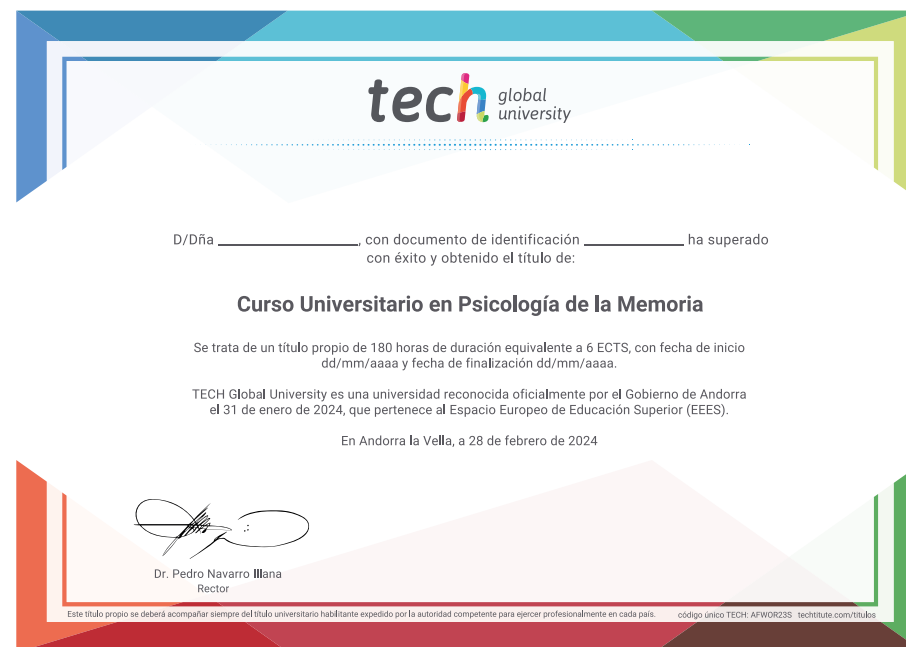 tech global university
D/Dña ______________, con documento de identificación __________ ha superado
con éxito y obtenido el título de:
Curso Universitario en Psicología de la Memoria
Se trata de un título propio de 180 horas de duración equivalente a 6 ECTS, con fecha de inicio
dd/mm/aaaa y fecha de finalización dd/mm/aaaa.
TECH Global University es una universidad reconocida oficialmente por el Gobierno de Andorra
el 31 de enero de 2024, que pertenece al Espacio Europeo de Educación Superior (EEES).
En Andorra la Vella, a 28 de febrero de 2024
Dr. Pedro Navarro Illana
Rector
Este título propio se deberá acompañar siempre del título universitario habilitante expedido por la autoridad competente para ejercer profesionalmente en cada país. código único TECH: AFWOR23S techtitute.com/titulos